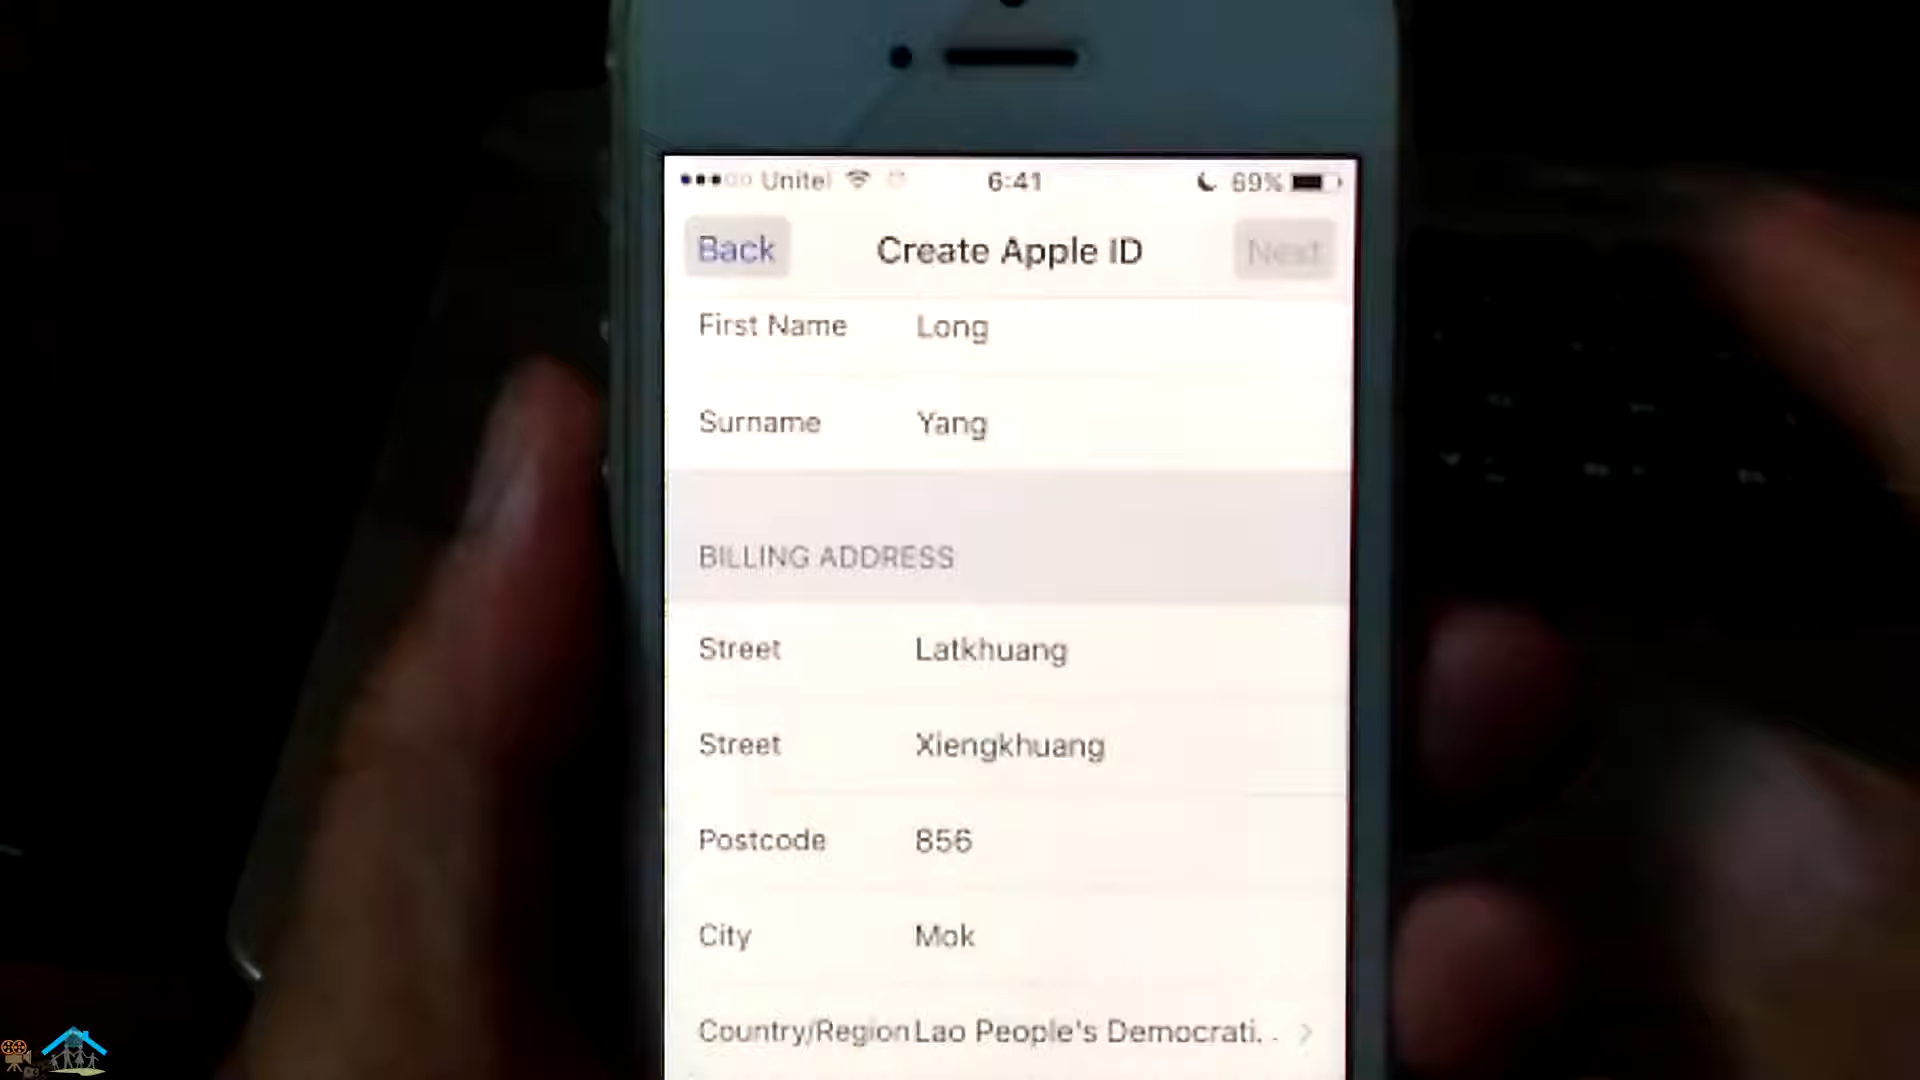 Unitel 6:41 69%
Back Create Apple ID Next
First Name Long
Surname Yang
BILLING ADDRESS
Street Latkhuang
Street Xiengkhuang
Postcode 856
City Mok
Country/Region Lao People's Democrati...